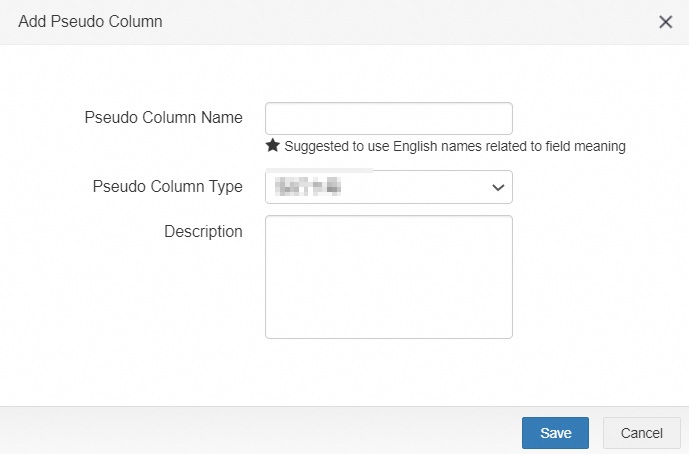 Add Pseudo Column
Pseudo Column Name
★ Suggested to use English names related to field meaning
Pseudo Column Type
Description
Save
Cancel